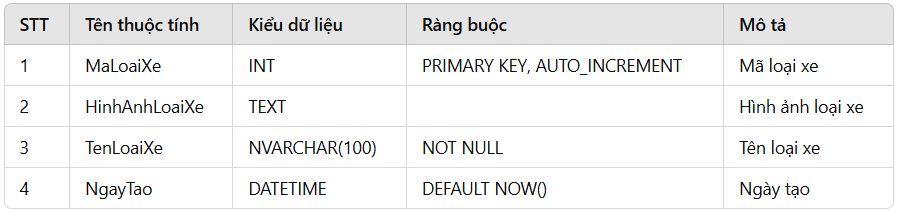 STT Tên thuộc tính Kiểu dữ liệu Ràng buộc Mô tả
1 MaLoaiXe INT PRIMARY KEY, AUTO_INCREMENT Mã loại xe
2 HinhAnhLoaiXe TEXT Hình ảnh loại xe
3 TenLoaiXe NVARCHAR(100) NOT NULL Tên loại xe
4 NgayTao DATETIME DEFAULT NOW() Ngày tạo